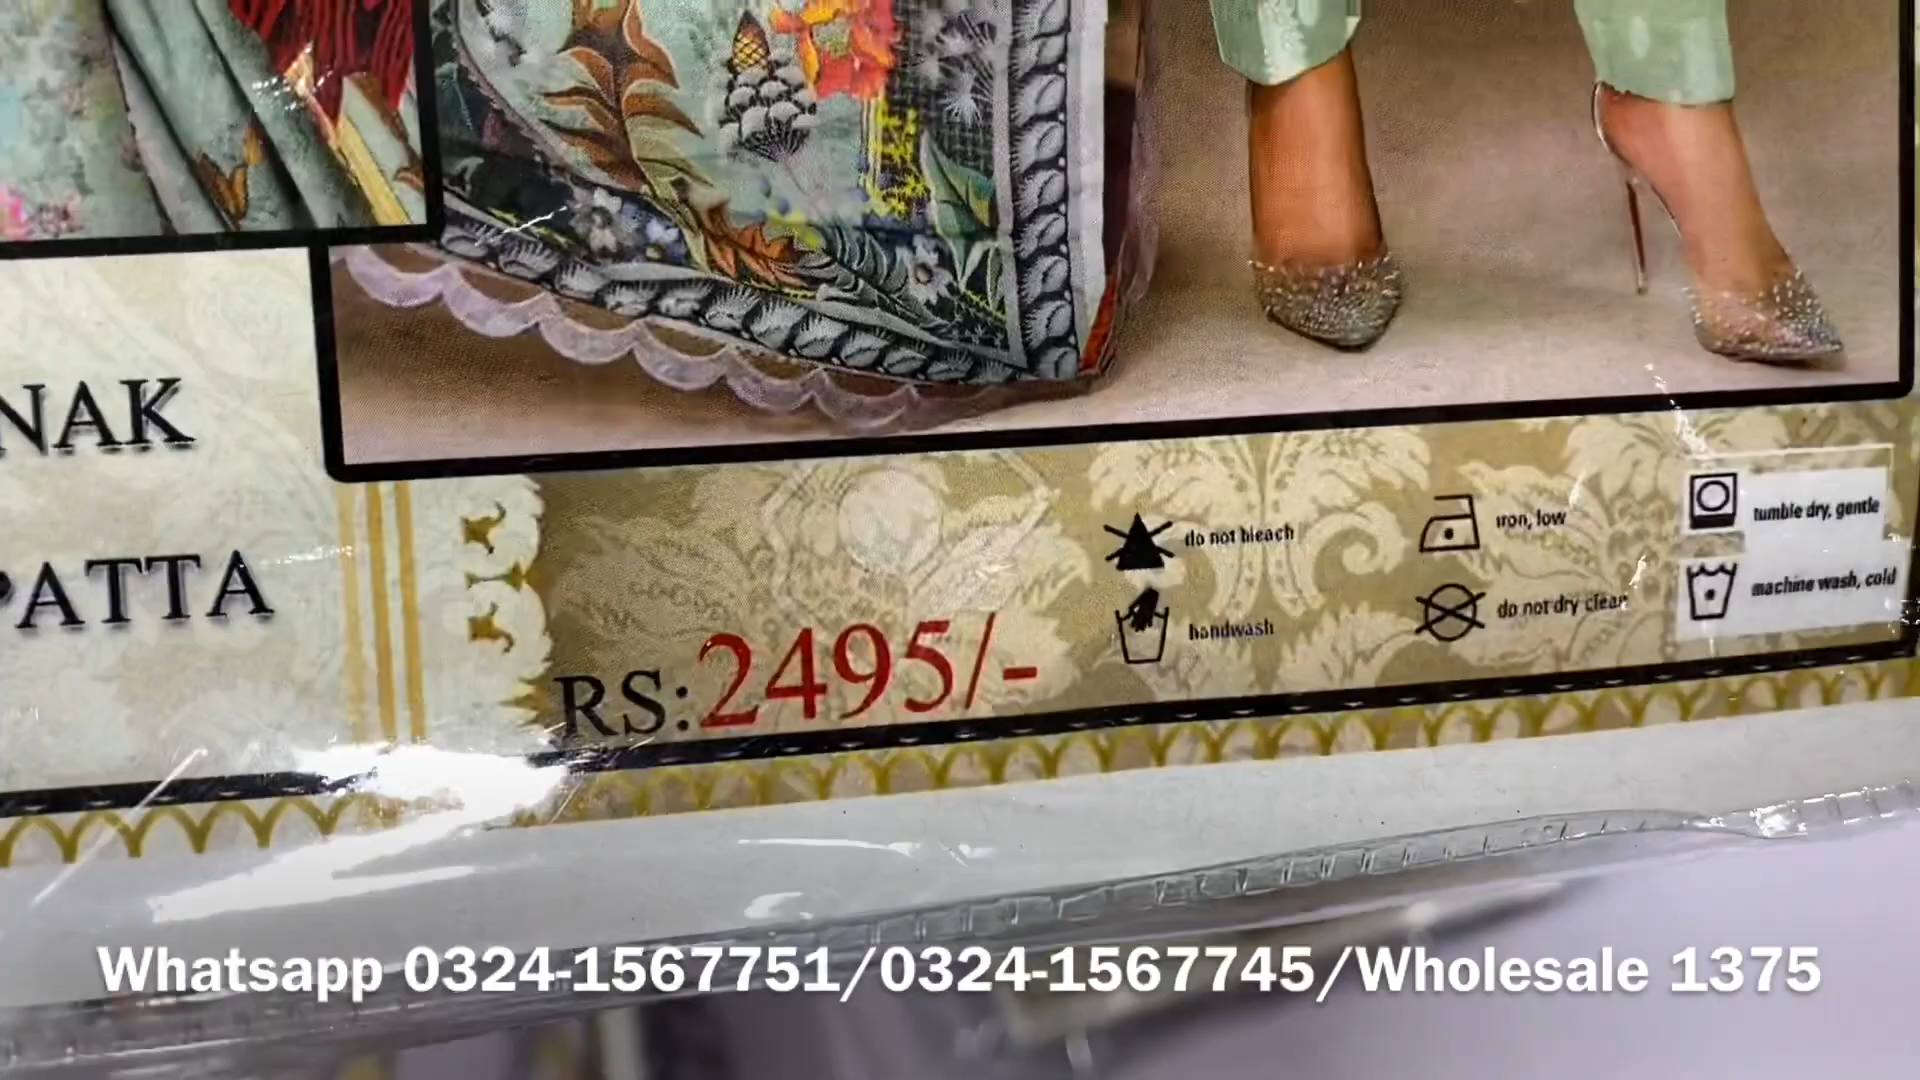 NAK
PATTA
RS:2495/-
do not bleach
handwash
iron, low
do not dry clean
tumble dry, gentle
machine wash, cold
Whatsapp 0324-1567751/0324-1567745/Wholesale 1375